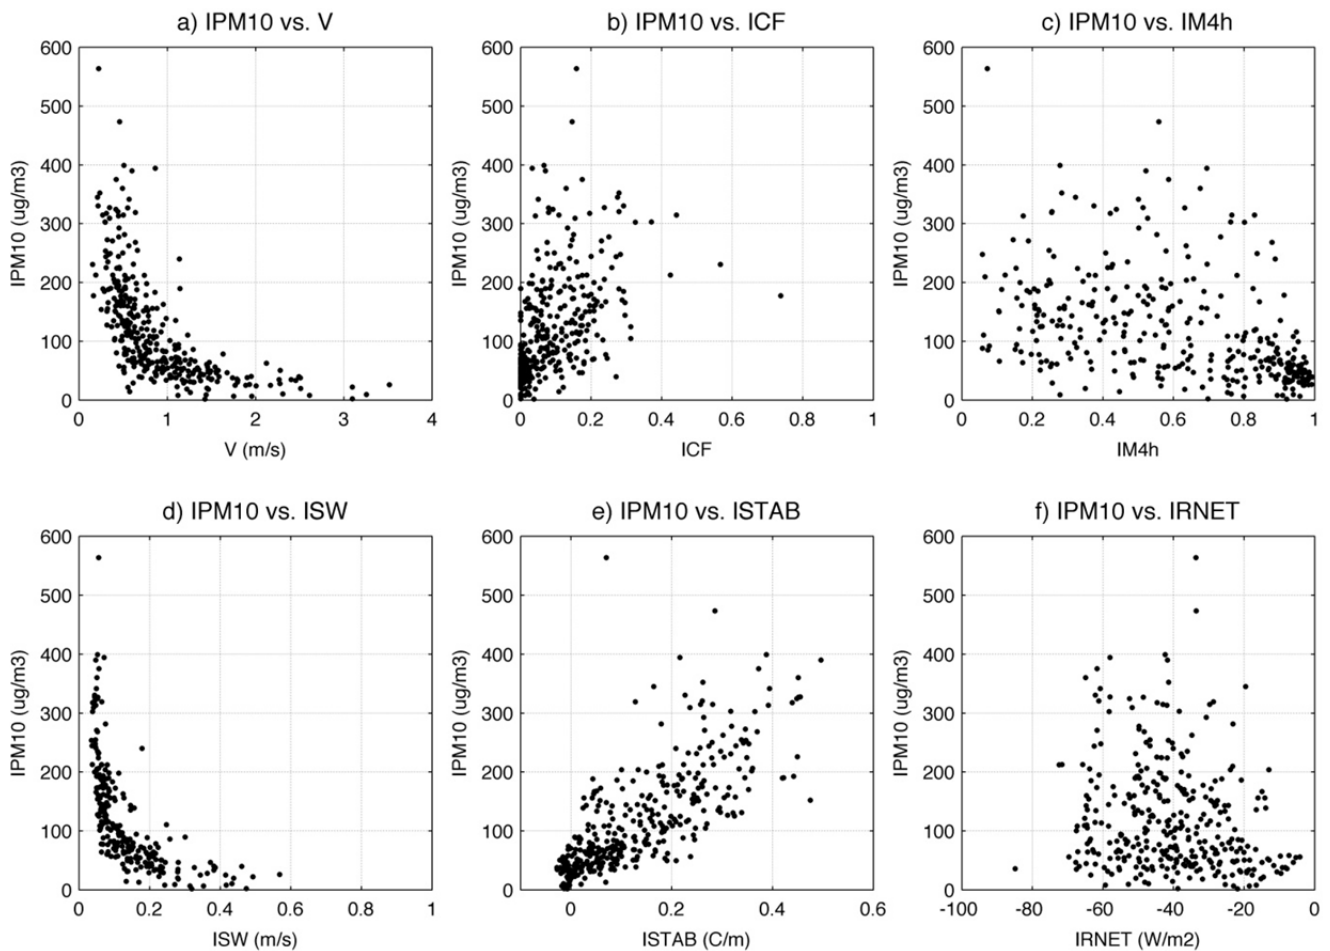 a) IPM10 vs. V
b) IPM10 vs. ICF
c) IPM10 vs. IM4h
600
500
400
300
200
100
0
IPM10 (ug/m3)
0 1 2 3 4
V (m/s)
600
500
400
300
200
100
0
IPM10 (ug/m3)
0 0.2 0.4 0.6 0.8 1
ICF
600
500
400
300
200
100
0
IPM10 (ug/m3)
0 0.2 0.4 0.6 0.8 1
IM4h
d) IPM10 vs. ISW
e) IPM10 vs. ISTAB
f) IPM10 vs. IRNET
600
500
400
300
200
100
0
IPM10 (ug/m3)
0 0.2 0.4 0.6 0.8 1
ISW (m/s)
600
500
400
300
200
100
0
IPM10 (ug/m3)
0 0.2 0.4 0.6
ISTAB (C/m)
600
500
400
300
200
100
0
IPM10 (ug/m3)
-100 -80 -60 -40 -20 0
IRNET (W/m2)